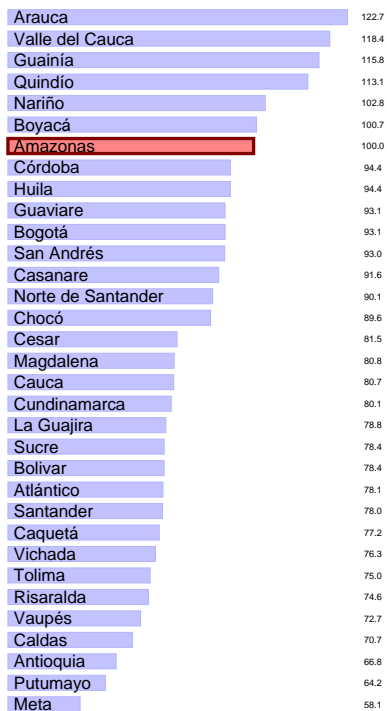 Arauca 122.7
Valle del Cauca 118.4
Guainía 115.8
Quindío 113.1
Nariño 102.8
Boyacá 100.7
Amazonas 100.0
Córdoba 94.4
Huila 94.4
Guaviare 93.1
Bogotá 93.1
San Andrés 93.0
Casanare 91.6
Norte de Santander 90.1
Chocó 89.6
Cesar 81.5
Magdalena 80.8
Cauca 80.7
Cundinamarca 80.1
La Guajira 78.8
Sucre 78.4
Bolivar 78.4
Atlántico 78.1
Santander 78.0
Caquetá 77.2
Vichada 76.3
Tolima 75.0
Risaralda 74.6
Vaupés 72.7
Caldas 70.7
Antioquia 66.8
Putumayo 64.2
Meta 58.1